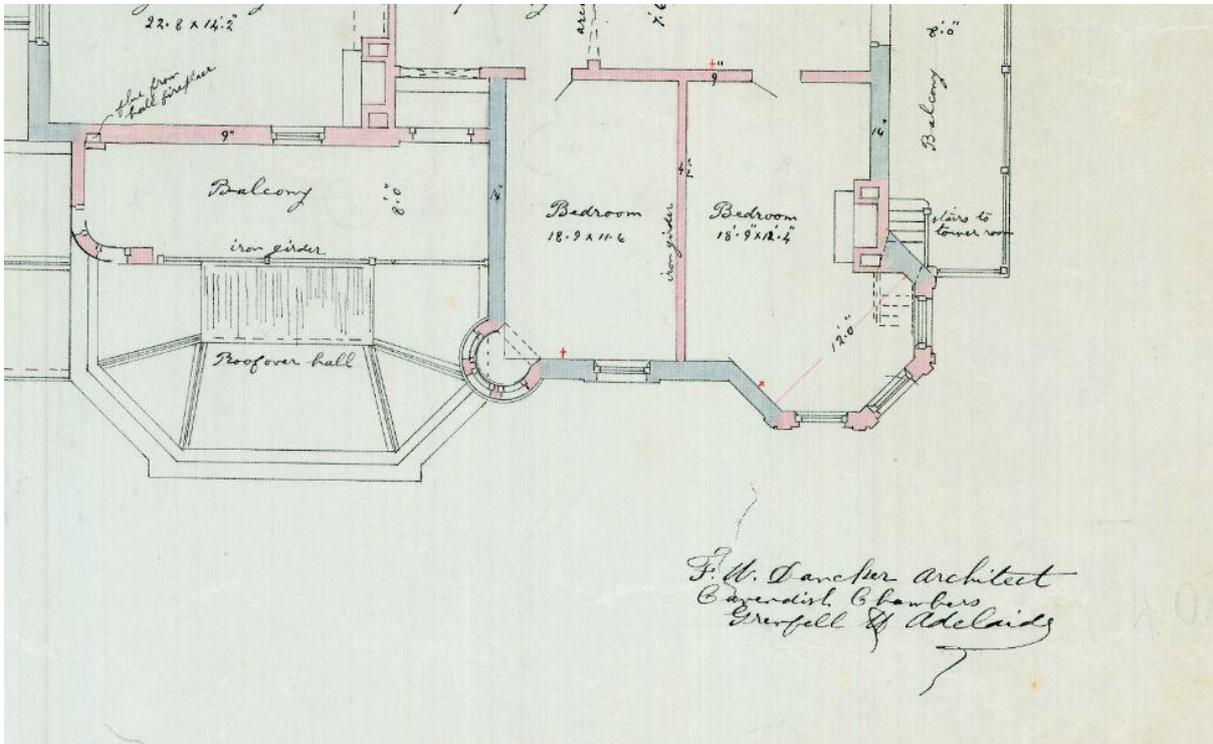 22.8 x 14.2"
8'.0"
flue from
hall fireplace
9"
9"
Balcony
14"
Balcony
8'.0"
14"
4½
Bedroom
18.9 x 11.6
Bedroom
18'.9" x 12'.4"
stairs to
tower room
iron girder
iron girder
12'.0"
Roof over hall
F. W. Dancker Architect
Cavendish Chambers
Grenfell St Adelaide